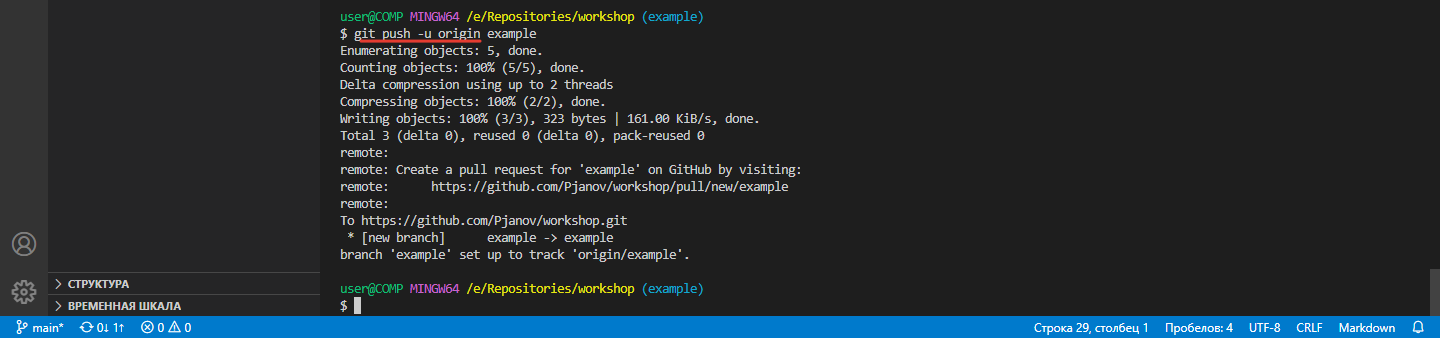 user@COMP MINGW64 /e/Repositories/workshop (example)
$ git push -u origin example
Enumerating objects: 5, done.
Counting objects: 100% (5/5), done.
Delta compression using up to 2 threads
Compressing objects: 100% (2/2), done.
Writing objects: 100% (3/3), 323 bytes | 161.00 KiB/s, done.
Total 3 (delta 0), reused 0 (delta 0), pack-reused 0
remote:
remote: Create a pull request for 'example' on GitHub by visiting:
remote:      https://github.com/Pjanov/workshop/pull/new/example
remote:
To https://github.com/Pjanov/workshop.git
 * [new branch]      example -> example
branch 'example' set up to track 'origin/example'.
СТРУКТУРА
user@COMP MINGW64 /e/Repositories/workshop (example)
ВРЕМЕННАЯ ШКАЛА
$
main* 0↓ 1↑ 0 0 Строка 29, столбец 1 Пробелов: 4 UTF-8 CRLF Markdown